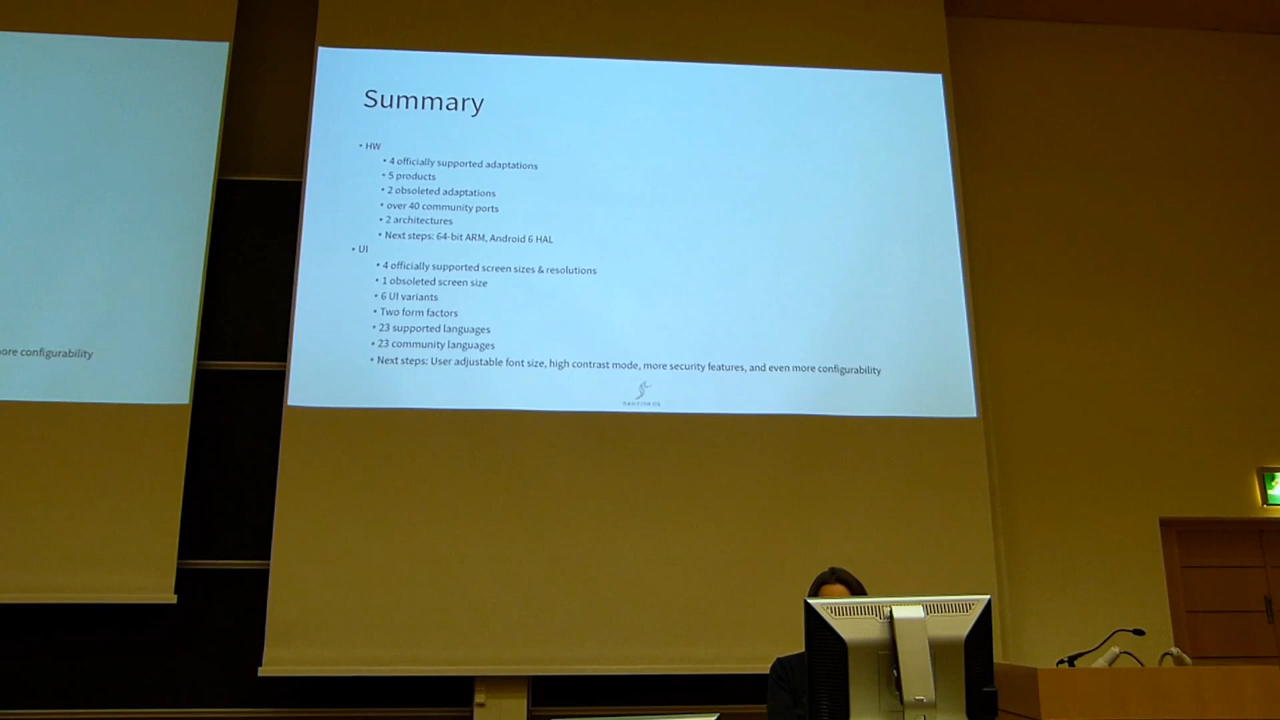 Summary
• HW
• 4 officially supported adaptations
• 5 products
• 2 obsoleted adaptations
• over 40 community ports
• 2 architectures
• Next steps: 64-bit ARM, Android 6 HAL
• UI
• 4 officially supported screen sizes & resolutions
• 1 obsoleted screen size
• 6 UI variants
• Two form factors
• 23 supported languages
• 23 community languages
• Next steps: User adjustable font size, high contrast mode, more security features, and even more configurability
SAILFISH OS
ore configurability